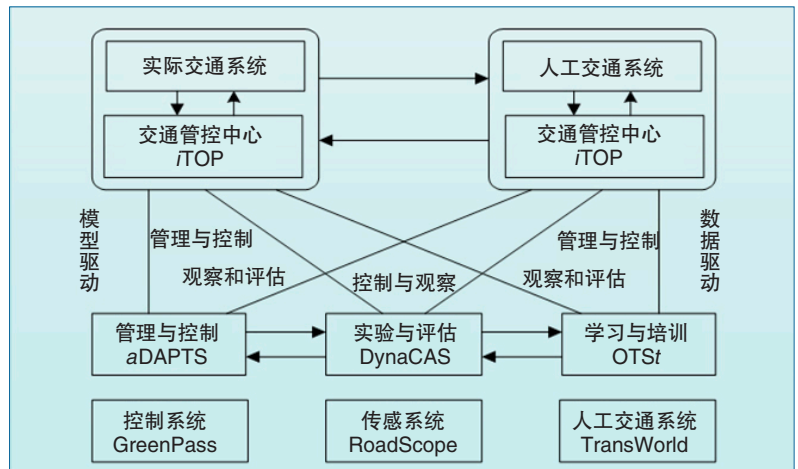 实际交通系统
交通管控中心
iTOP
人工交通系统
交通管控中心
iTOP
模型驱动
管理与控制
观察和评估
控制与观察
管理与控制
观察和评估
数据驱动
管理与控制
aDAPTS
实验与评估
DynaCAS
学习与培训
OTSt
控制系统
GreenPass
传感系统
RoadScope
人工交通系统
TransWorld